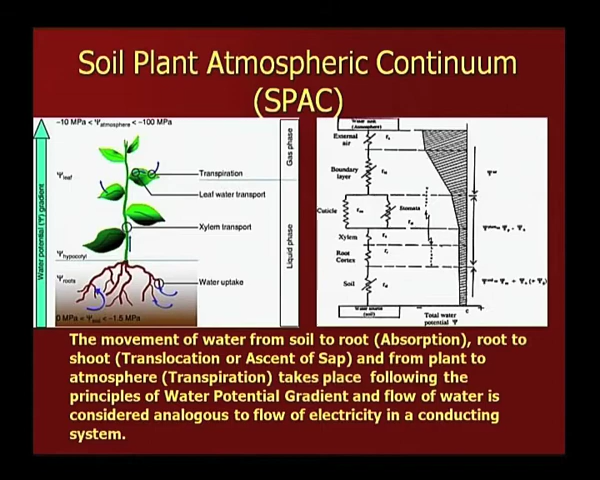 Soil Plant Atmospheric Continuum
(SPAC)
−10 MPa < Ψatmosphere < −100 MPa
Ψleaf
Ψhypocotyl
Ψroots
0 MPa < Ψsoil < −1.5 MPa
Water potential (Ψ) gradient
Transpiration
Leaf water transport
Xylem transport
Water uptake
Gas phase
Liquid phase
(Atmosphere)
External
air
Boundary
layer
Cuticle
Stomata
Xylem
Root
Cortex
Soil
(soil)
Total water
potential Ψ
The movement of water from soil to root (Absorption), root to
shoot (Translocation or Ascent of Sap) and from plant to
atmosphere (Transpiration) takes place following the
principles of Water Potential Gradient and flow of water is
considered analogous to flow of electricity in a conducting
system.